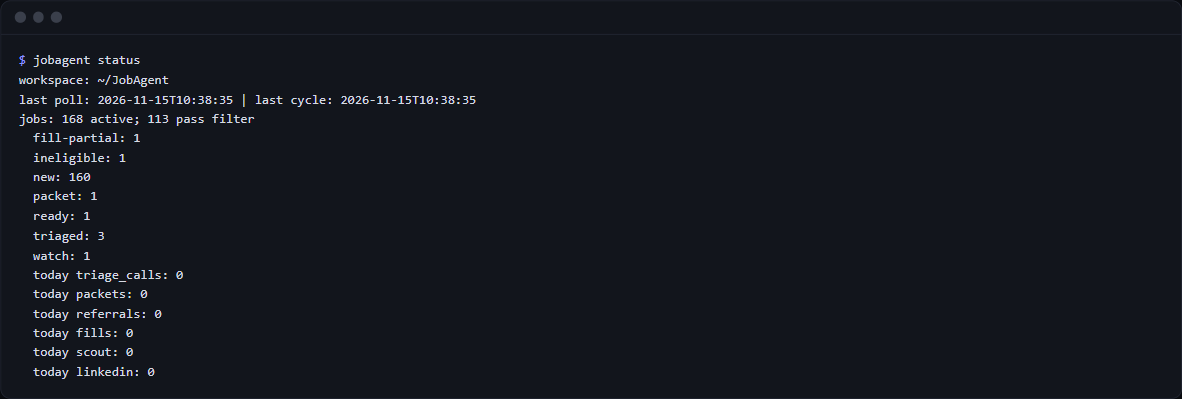 $ jobagent status
workspace: ~/JobAgent
last poll: 2026-11-15T10:38:35 | last cycle: 2026-11-15T10:38:35
jobs: 168 active; 113 pass filter
  fill-partial: 1
  ineligible: 1
  new: 160
  packet: 1
  ready: 1
  triaged: 3
  watch: 1
  today triage_calls: 0
  today packets: 0
  today referrals: 0
  today fills: 0
  today scout: 0
  today linkedin: 0